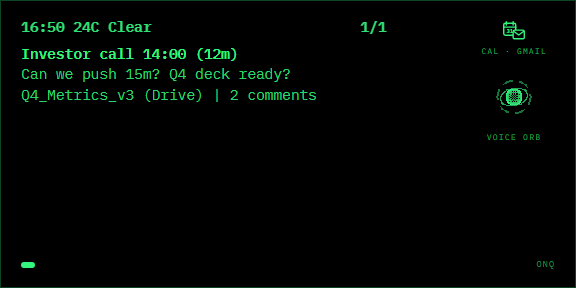 16:50 24C Clear 1/1
Investor call 14:00 (12m)
Can we push 15m? Q4 deck ready?
Q4_Metrics_v3 (Drive) | 2 comments
31
CAL · GMAIL
VOICE ORB
ONQ